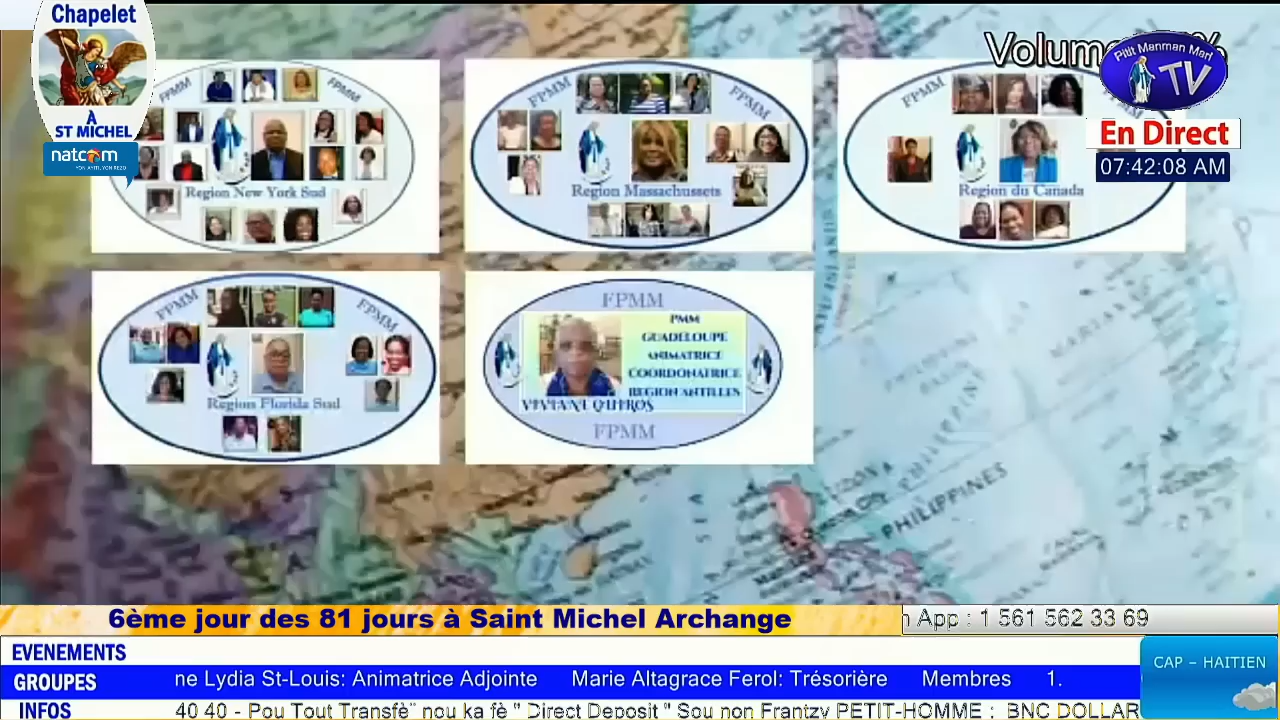 Chapelet
À
ST MICHEL
natcom
Volum
Pitit Manman Mari
TV
En Direct
07:42:08 AM
FPMM
FPMM
Region New York Sud
FPMM
FPMM
Region Massachussets
FPMM
Region du Canada
FPMM
FPMM
Region Florida Sud
FPMM
PMM
GUADELOUPE
ANIMATRICE
COORDONATRICE
REGION ANTILLES
VIVIANE QUIROS
FPMM
PHILIPPINES
6ème jour des 81 jours à Saint Michel Archange
App : 1 561 562 33 69
EVENEMENTS
GROUPES
ne Lydia St-Louis: Animatrice Adjointe Marie Altagrace Ferol: Trésorière Membres 1.
CAP – HAITIEN
INFOS
40 40 - Pou Tout Transfè" nou ka fè " Direct Deposit " Sou non Frantzy PETIT-HOMME : BNC DOLLAR